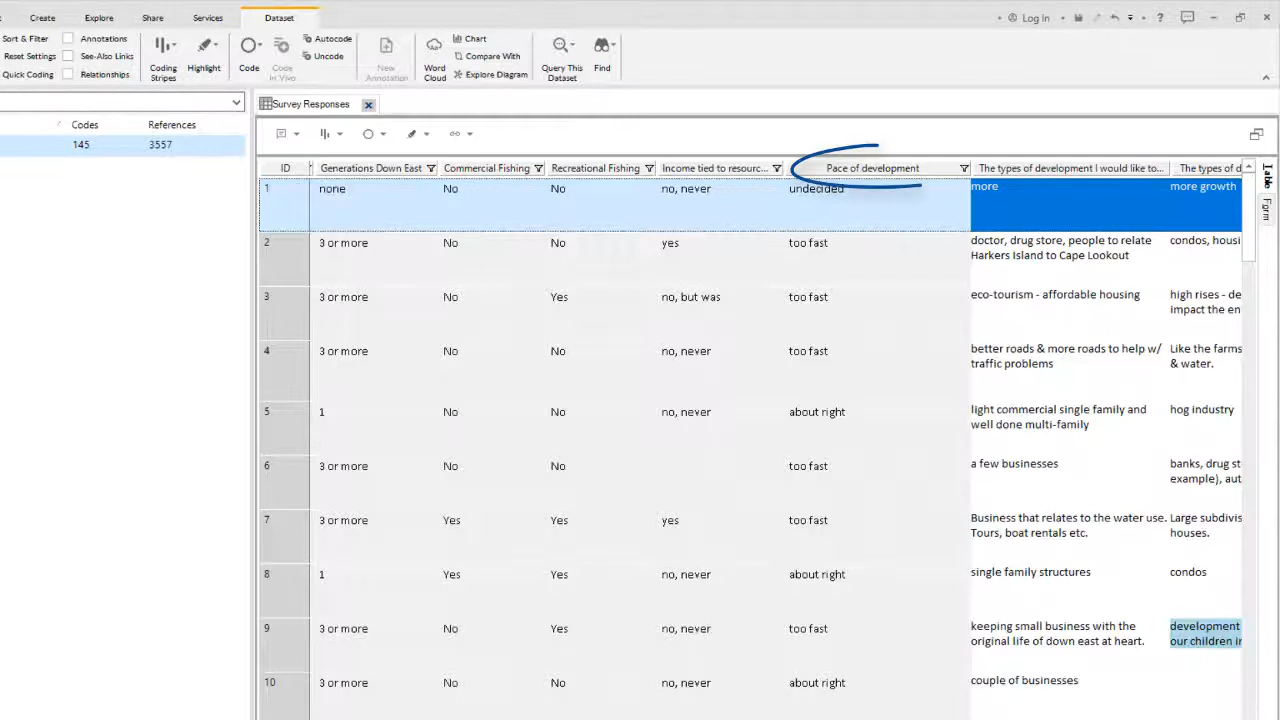 Create Explore Share Services Dataset Log In ?
Sort & Filter Annotations Autocode Chart
Reset Settings See-Also Links Uncode Compare With
Quick Coding Relationships Explore Diagram
Coding Stripes Highlight Code Code In Vivo New Annotation Word Cloud Query This Dataset Find
Survey Responses
Codes References
145 3557
ID Generations Down East Commercial Fishing Recreational Fishing Income tied to resourc... Pace of development The types of development I would like to... The types of d
1 none No No no, never undecided more more growth
2 3 or more No No yes too fast doctor, drug store, people to relate condos, housi
Harkers Island to Cape Lookout
3 3 or more No Yes no, but was too fast eco-tourism - affordable housing high rises - de
impact the en
4 3 or more No No no, never too fast better roads & more roads to help w/ Like the farms
traffic problems & water.
5 1 No No no, never about right light commercial single family and hog industry
well done multi-family
6 3 or more No No too fast a few businesses banks, drug st
example), aut
7 3 or more Yes Yes yes too fast Business that relates to the water use. Large subdivis
Tours, boat rentals etc. houses.
8 1 Yes Yes no, never about right single family structures condos
9 3 or more No Yes no, never too fast keeping small business with the development
original life of down east at heart. our children in
10 3 or more No No no, never about right couple of businesses
Table
Form